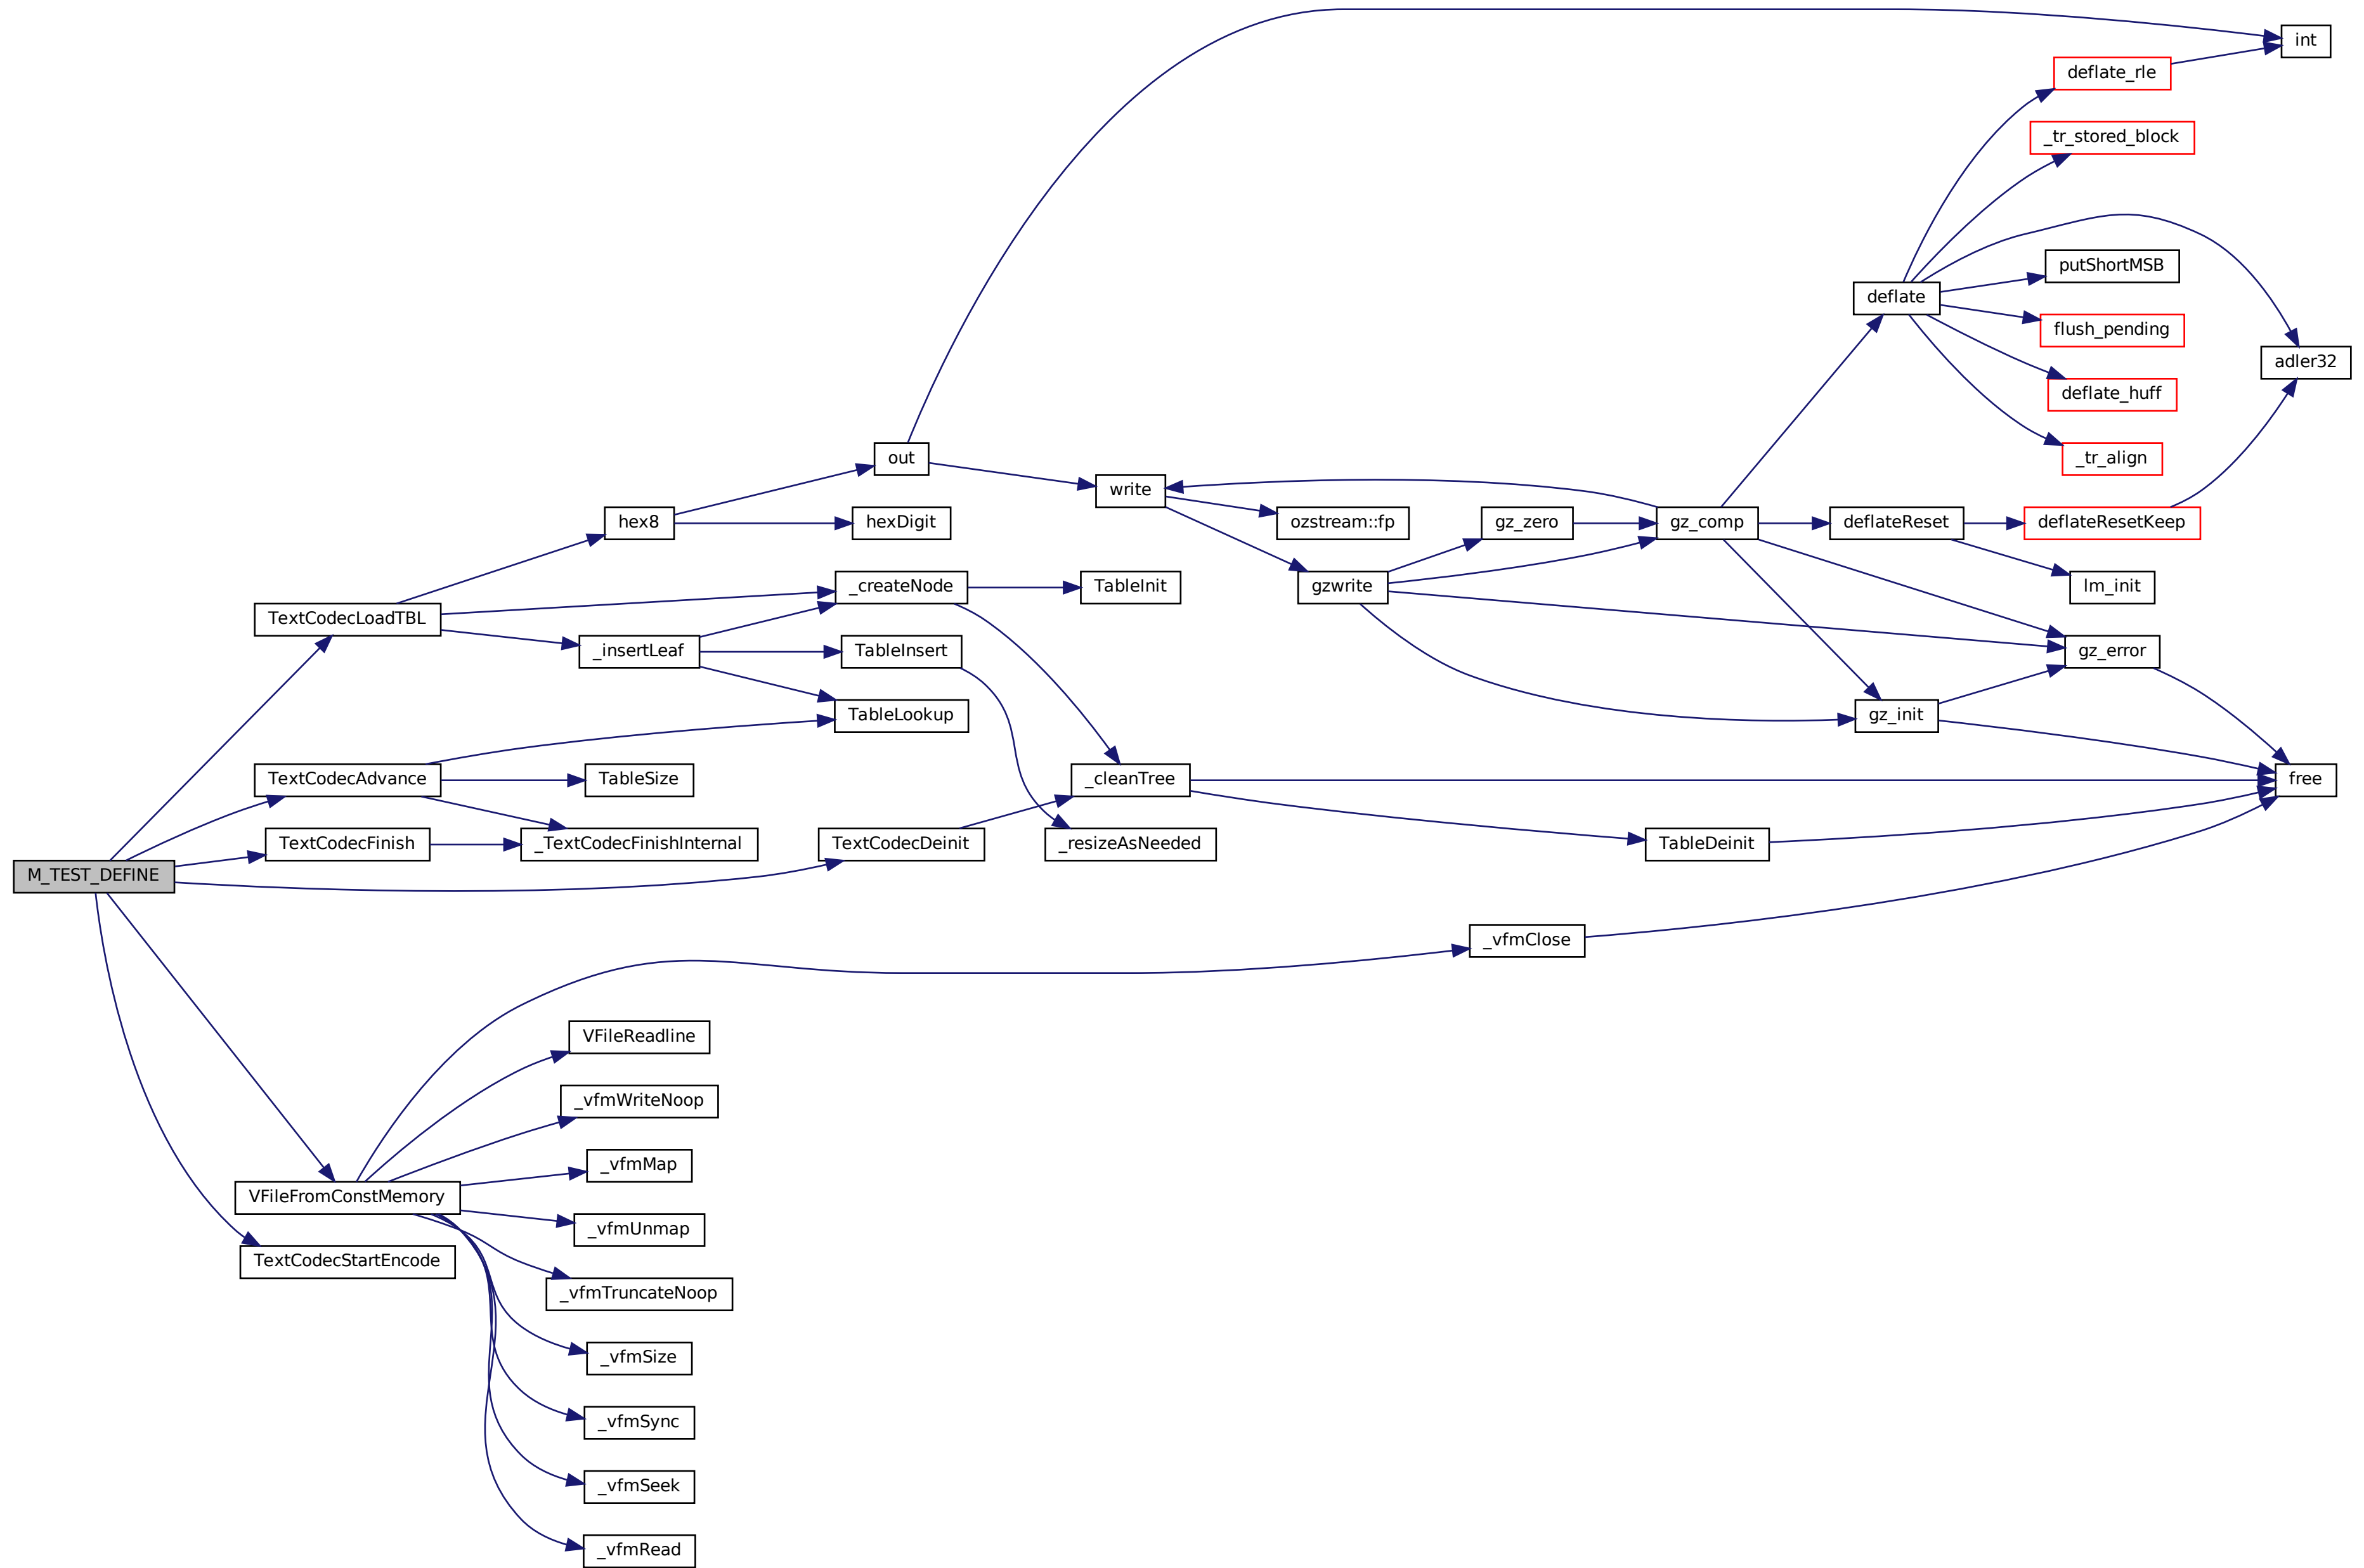 int
deflate_rle
_tr_stored_block
putShortMSB
deflate
flush_pending
adler32
deflate_huff
out
_tr_align
write
hex8
hexDigit
ozstream::fp
gz_zero
gz_comp
deflateReset
deflateResetKeep
_createNode
TableInit
gzwrite
lm_init
TextCodecLoadTBL
_insertLeaf
TableInsert
gz_error
TableLookup
gz_init
TextCodecAdvance
TableSize
_cleanTree
free
TextCodecFinish
_TextCodecFinishInternal
TextCodecDeinit
_resizeAsNeeded
TableDeinit
M_TEST_DEFINE
_vfmClose
VFileReadline
_vfmWriteNoop
_vfmMap
VFileFromConstMemory
_vfmUnmap
TextCodecStartEncode
_vfmTruncateNoop
_vfmSize
_vfmSync
_vfmSeek
_vfmRead